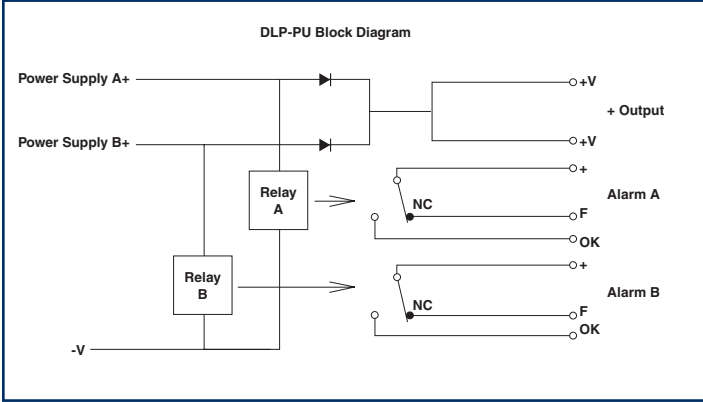 DLP-PU Block Diagram
Power Supply A+
+V
+ Output
Power Supply B+
+V
+
Relay
A
Alarm A
NC
F
OK
+
Relay
B
Alarm B
NC
F
OK
-V